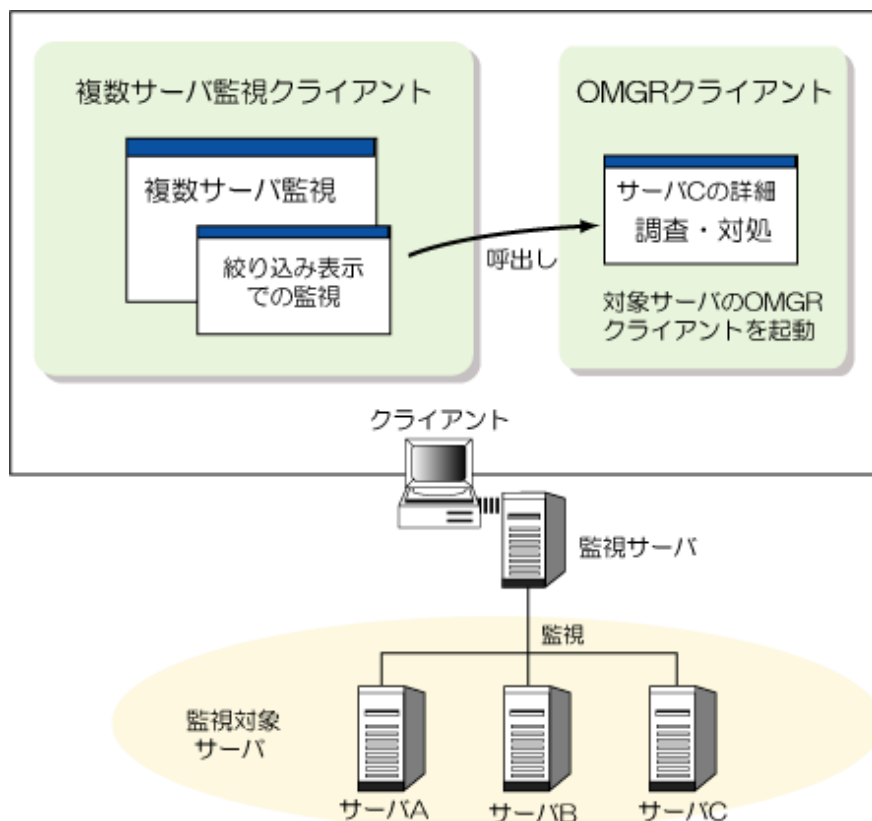 複数サーバ監視クライアント
OMGRクライアント
複数サーバ監視
絞り込み表示
での監視
呼出し
サーバCの詳細
調査・対処
対象サーバのOMGR
クライアントを起動
クライアント
監視サーバ
監視
監視対象
サーバ
サーバA
サーバB
サーバC